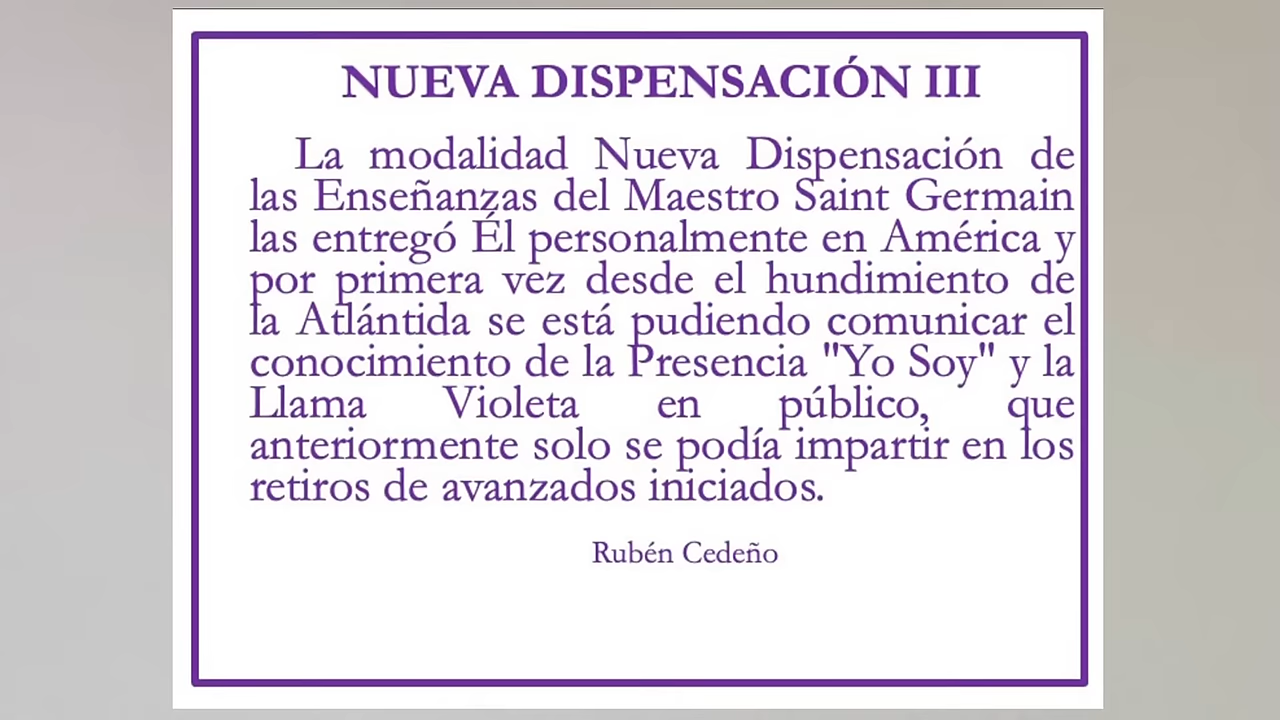 NUEVA DISPENSACIÓN III
La modalidad Nueva Dispensación de
las Enseñanzas del Maestro Saint Germain
las entregó Él personalmente en América y
por primera vez desde el hundimiento de
la Atlántida se está pudiendo comunicar el
conocimiento de la Presencia "Yo Soy" y la
Llama Violeta en público, que
anteriormente solo se podía impartir en los
retiros de avanzados iniciados.
Rubén Cedeño